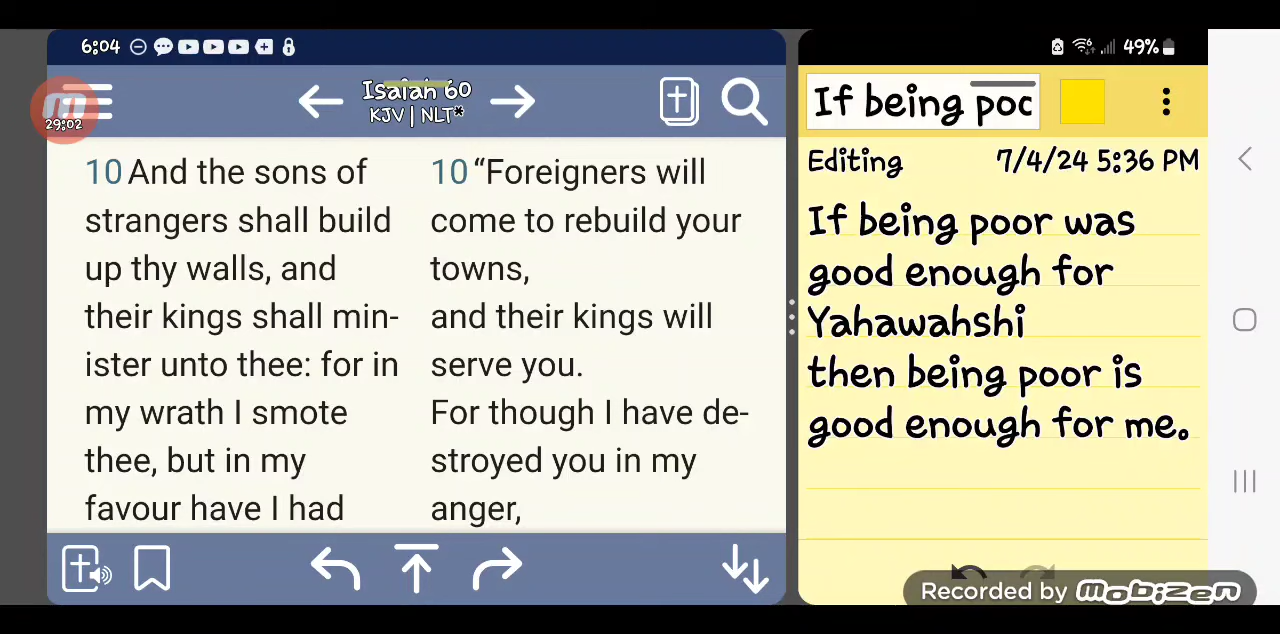 6:04
49%
29:02
Isaiah 60
KJV | NLT*
10 And the sons of
strangers shall build
up thy walls, and
their kings shall min-
ister unto thee: for in
my wrath I smote
thee, but in my
favour have I had
10 “Foreigners will
come to rebuild your
towns,
and their kings will
serve you.
For though I have de-
stroyed you in my
anger,
If being poo
Editing 7/4/24 5:36 PM
If being poor was
good enough for
Yahawahshi
then being poor is
good enough for me.
Recorded by mobizen